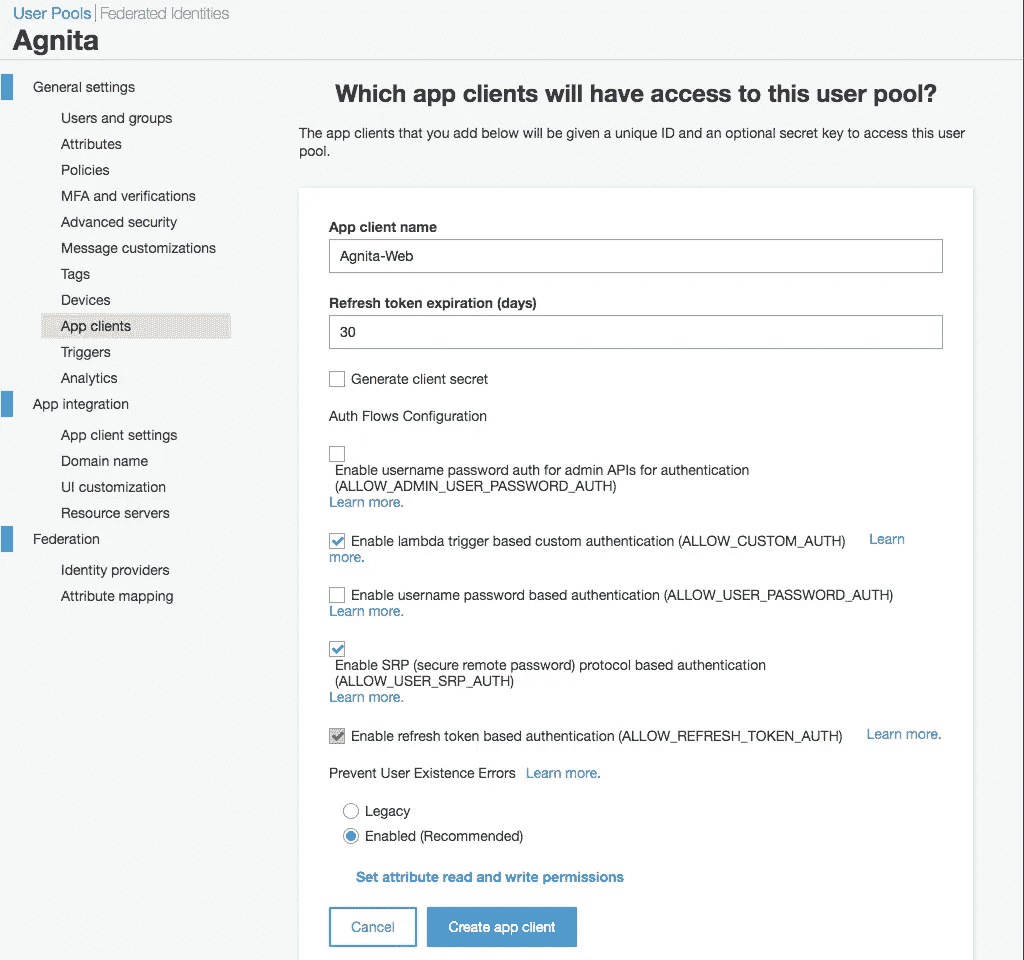 User Pools | Federated Identities
Agnita
General settings
Users and groups
Attributes
Policies
MFA and verifications
Advanced security
Message customizations
Tags
Devices
App clients
Triggers
Analytics
App integration
App client settings
Domain name
UI customization
Resource servers
Federation
Identity providers
Attribute mapping
Which app clients will have access to this user pool?
The app clients that you add below will be given a unique ID and an optional secret key to access this user
pool.
App client name
Agnita-Web
Refresh token expiration (days)
30
Generate client secret
Auth Flows Configuration
Enable username password auth for admin APIs for authentication
(ALLOW_ADMIN_USER_PASSWORD_AUTH)
Learn more.
Enable lambda trigger based custom authentication (ALLOW_CUSTOM_AUTH) Learn
more.
Enable username password based authentication (ALLOW_USER_PASSWORD_AUTH)
Learn more.
Enable SRP (secure remote password) protocol based authentication
(ALLOW_USER_SRP_AUTH)
Learn more.
Enable refresh token based authentication (ALLOW_REFRESH_TOKEN_AUTH) Learn more.
Prevent User Existence Errors Learn more.
Legacy
Enabled (Recommended)
Set attribute read and write permissions
Cancel
Create app client